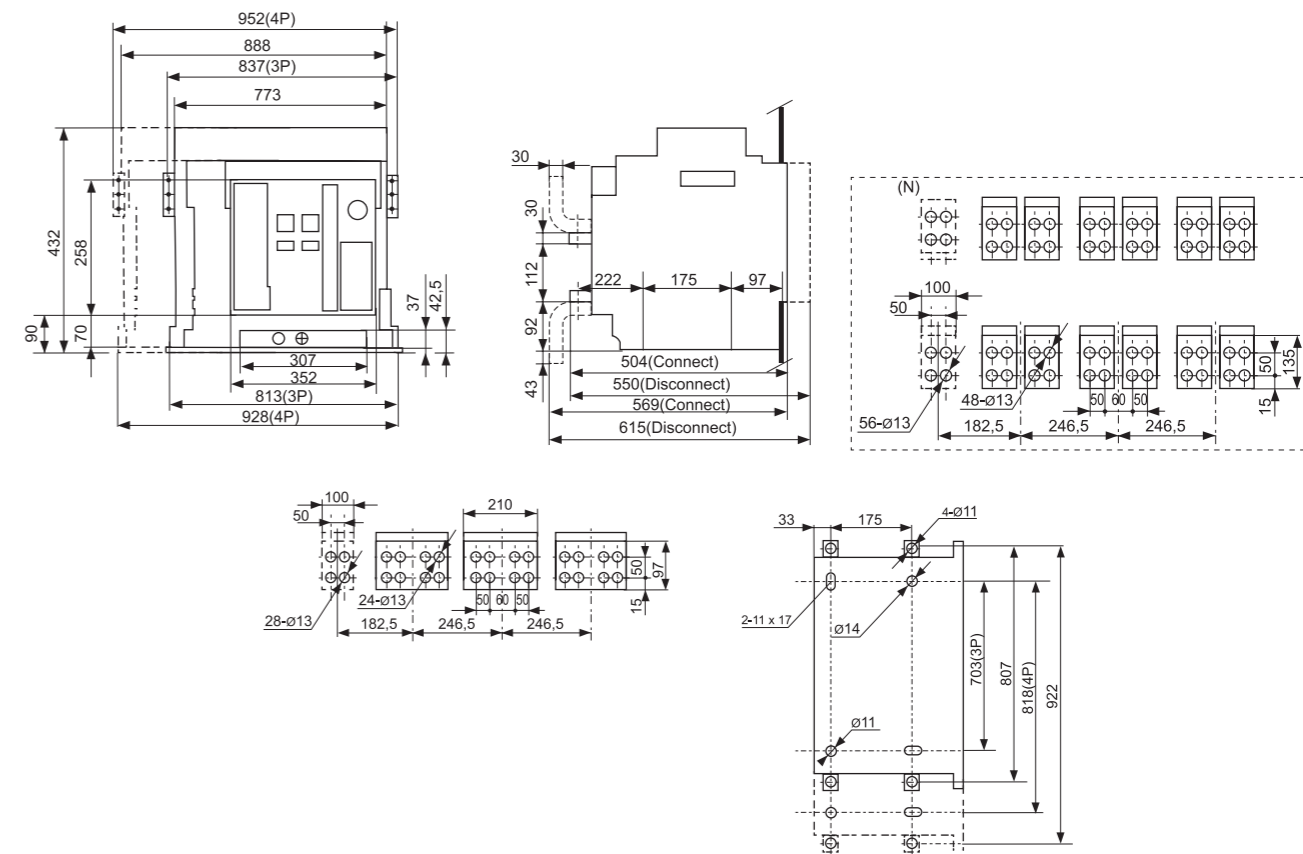 952(4P)
888
837(3P)
773
432
258
90
70
37
42,5
307
352
813(3P)
928(4P)
30
30
112
92
43
222
175
97
504(Connect)
550(Disconnect)
569(Connect)
615(Disconnect)
(N)
100
50
50
135
15
56-ø13
48-ø13
50
60
50
182,5
246,5
246,5
100
50
210
50
97
15
28-ø13
24-ø13
50
60
50
182,5
246,5
246,5
33
175
4-ø11
2-11 x 17
ø14
ø11
703(3P)
807
818(4P)
922